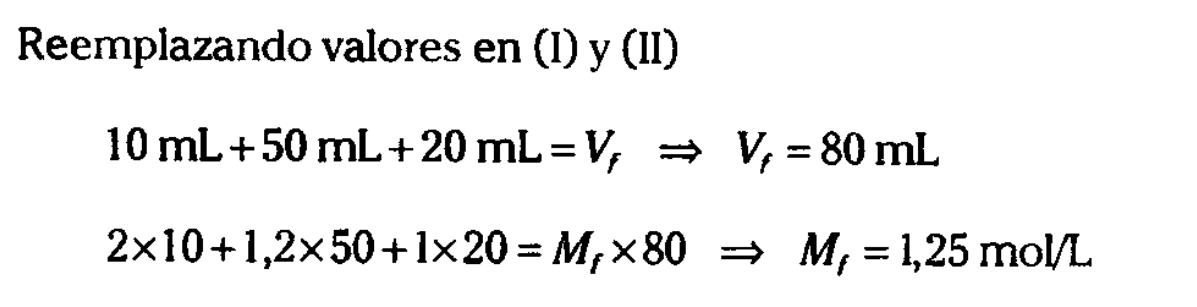 Reemplazando valores en (I) y (II)
10 mL+50 mL+20 mL=V_f ⇒ V_f = 80 mL
2×10+1,2×50+1×20=M_f×80 ⇒ M_f = 1,25 mol/L